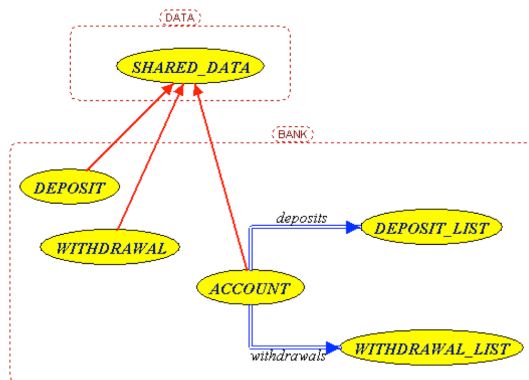 DATA
SHARED_DATA
BANK
DEPOSIT
WITHDRAWAL
deposits
DEPOSIT_LIST
ACCOUNT
withdrawals
WITHDRAWAL_LIST